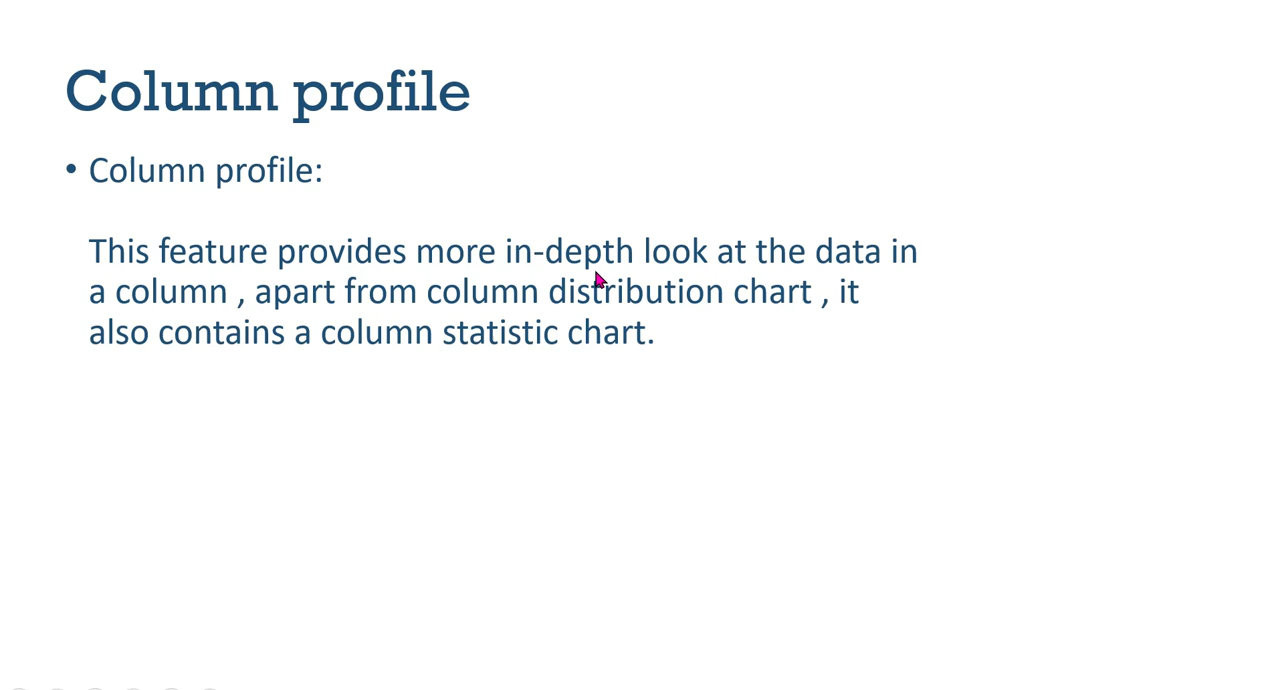 Column profile
• Column profile:
This feature provides more in-depth look at the data in
a column , apart from column distribution chart , it
also contains a column statistic chart.